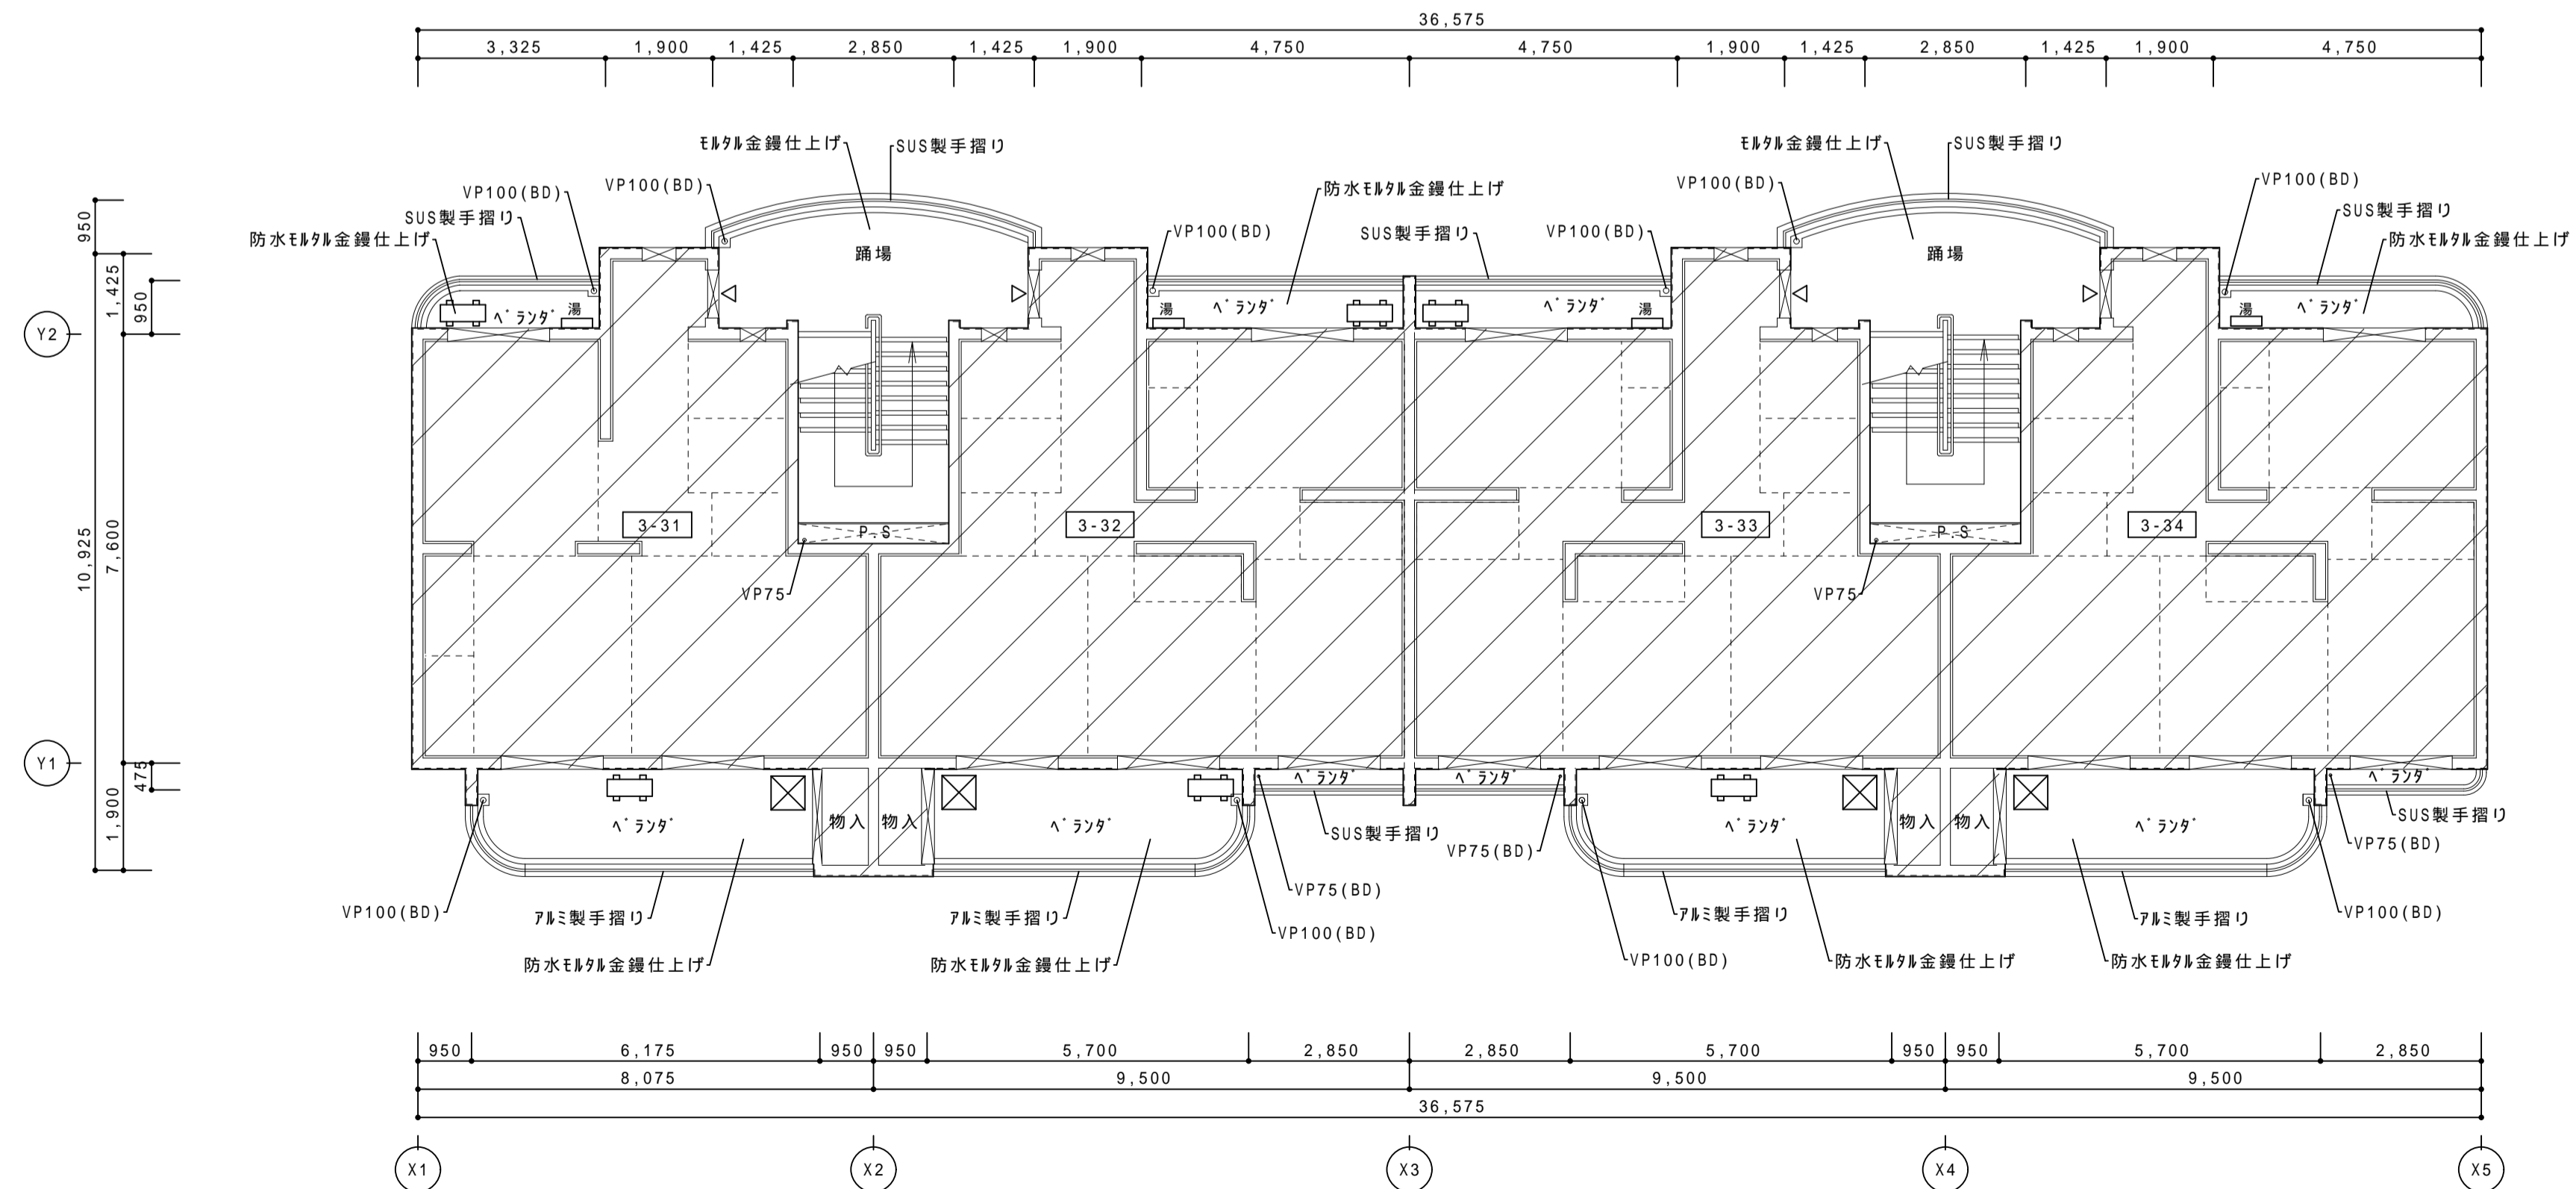 36,575
3,325 1,900 1,425 2,850 1,425 1,900 4,750 4,750 1,900 1,425 2,850 1,425 1,900 4,750
ﾓﾙﾀﾙ金鏝仕上げ SUS製手摺り ﾓﾙﾀﾙ金鏝仕上げ SUS製手摺り
VP100(BD) VP100(BD) 防水ﾓﾙﾀﾙ金鏝仕上げ VP100(BD) VP100(BD)
SUS製手摺り VP100(BD) SUS製手摺り VP100(BD) SUS製手摺り
防水ﾓﾙﾀﾙ金鏝仕上げ 防水ﾓﾙﾀﾙ金鏝仕上げ
踊場 踊場
ﾍﾞﾗﾝﾀﾞ 湯 湯 ﾍﾞﾗﾝﾀﾞ ﾍﾞﾗﾝﾀﾞ 湯 湯 ﾍﾞﾗﾝﾀﾞ
950
1,425
950
Y2
10,925
7,600
3-31 P.S 3-32 3-33 P.S 3-34
VP75 VP75
Y1
475
1,900
ﾍﾞﾗﾝﾀﾞ ﾍﾞﾗﾝﾀﾞ ﾍﾞﾗﾝﾀﾞ
ﾍﾞﾗﾝﾀﾞ 物入 物入 ﾍﾞﾗﾝﾀﾞ SUS製手摺り ﾍﾞﾗﾝﾀﾞ 物入 物入 ﾍﾞﾗﾝﾀﾞ SUS製手摺り
VP75(BD) VP75(BD)
VP75(BD)
VP100(BD) ｱﾙﾐ製手摺り ｱﾙﾐ製手摺り VP100(BD) ｱﾙﾐ製手摺り ｱﾙﾐ製手摺り VP100(BD)
防水ﾓﾙﾀﾙ金鏝仕上げ 防水ﾓﾙﾀﾙ金鏝仕上げ VP100(BD) 防水ﾓﾙﾀﾙ金鏝仕上げ 防水ﾓﾙﾀﾙ金鏝仕上げ
950 6,175 950 950 5,700 2,850 2,850 5,700 950 950 5,700 2,850
8,075 9,500 9,500 9,500
36,575
X1 X2 X3 X4 X5